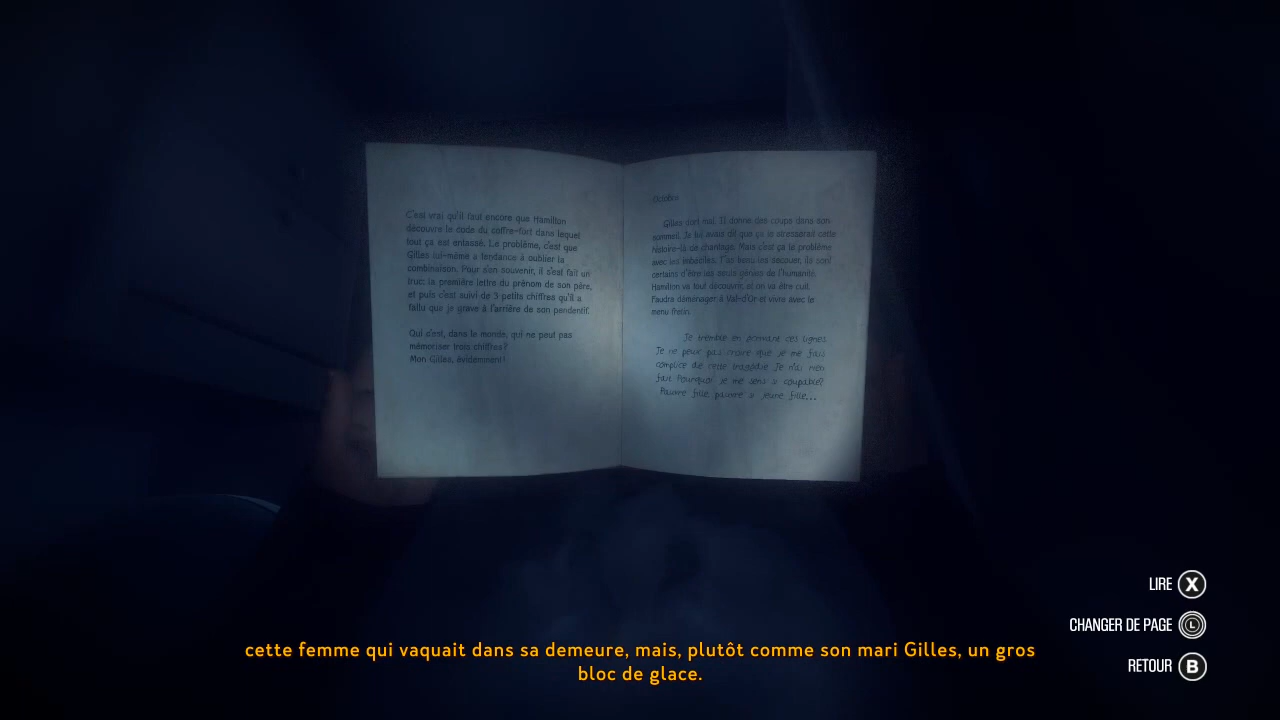 C'est vrai qu'il faut encore que Hamilton
découvre le code du coffre-fort dans lequel
tout ça est entassé. Le problème, c'est que
Gilles lui-même a tendance à oublier la
combinaison. Pour s'en souvenir, il s'est fait un
truc: la première lettre du prénom de son père,
et puis c'est suivi de 3 petits chiffres qu'il a
fallu que je grave à l'arrière de son pendentif.
Qui c'est, dans le monde, qui ne peut pas
mémoriser trois chiffres?
Mon Gilles, évidemment!
Octobre
Gilles dort mal. Il donne des coups dans son
sommeil. Je lui avais dit que ça le stresserait cette
histoire-là de chantage. Mais c'est ça le problème
avec les imbéciles. T'as beau les secouer, ils sont
certains d'être les seuls génies de l'humanité.
Hamilton va tout découvrir, et on va être cuit.
Faudra déménager à Val-d'Or et vivre avec le
menu fretin.
Je tremble en prenant ces lignes.
Je ne peux pas croire que je me fais
complice de cette tragédie. Je n'ai rien
fait. Pourquoi je me sens si coupable?
Pauvre fille, pauvre si jeune fille...
LIRE X
CHANGER DE PAGE L
RETOUR B
cette femme qui vaquait dans sa demeure, mais, plutôt comme son mari Gilles, un gros
bloc de glace.